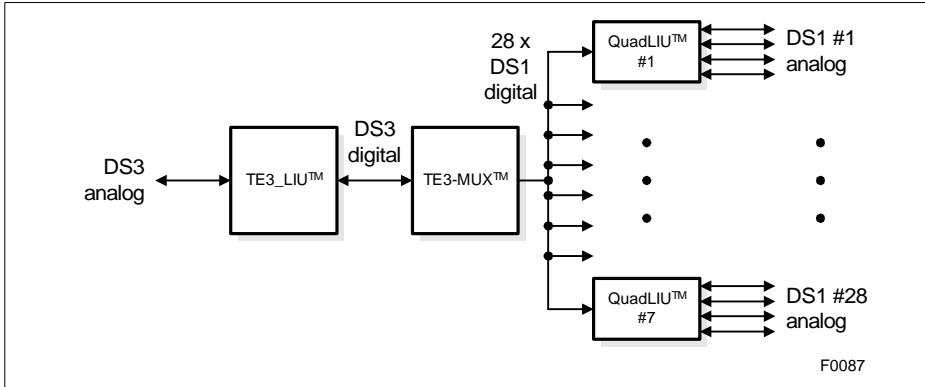 28 x
DS1
digital
QuadLIU™
#1
DS1 #1
analog
DS3
analog
TE3_LIU™
DS3
digital
TE3-MUX™
QuadLIU™
#7
DS1 #28
analog
F0087